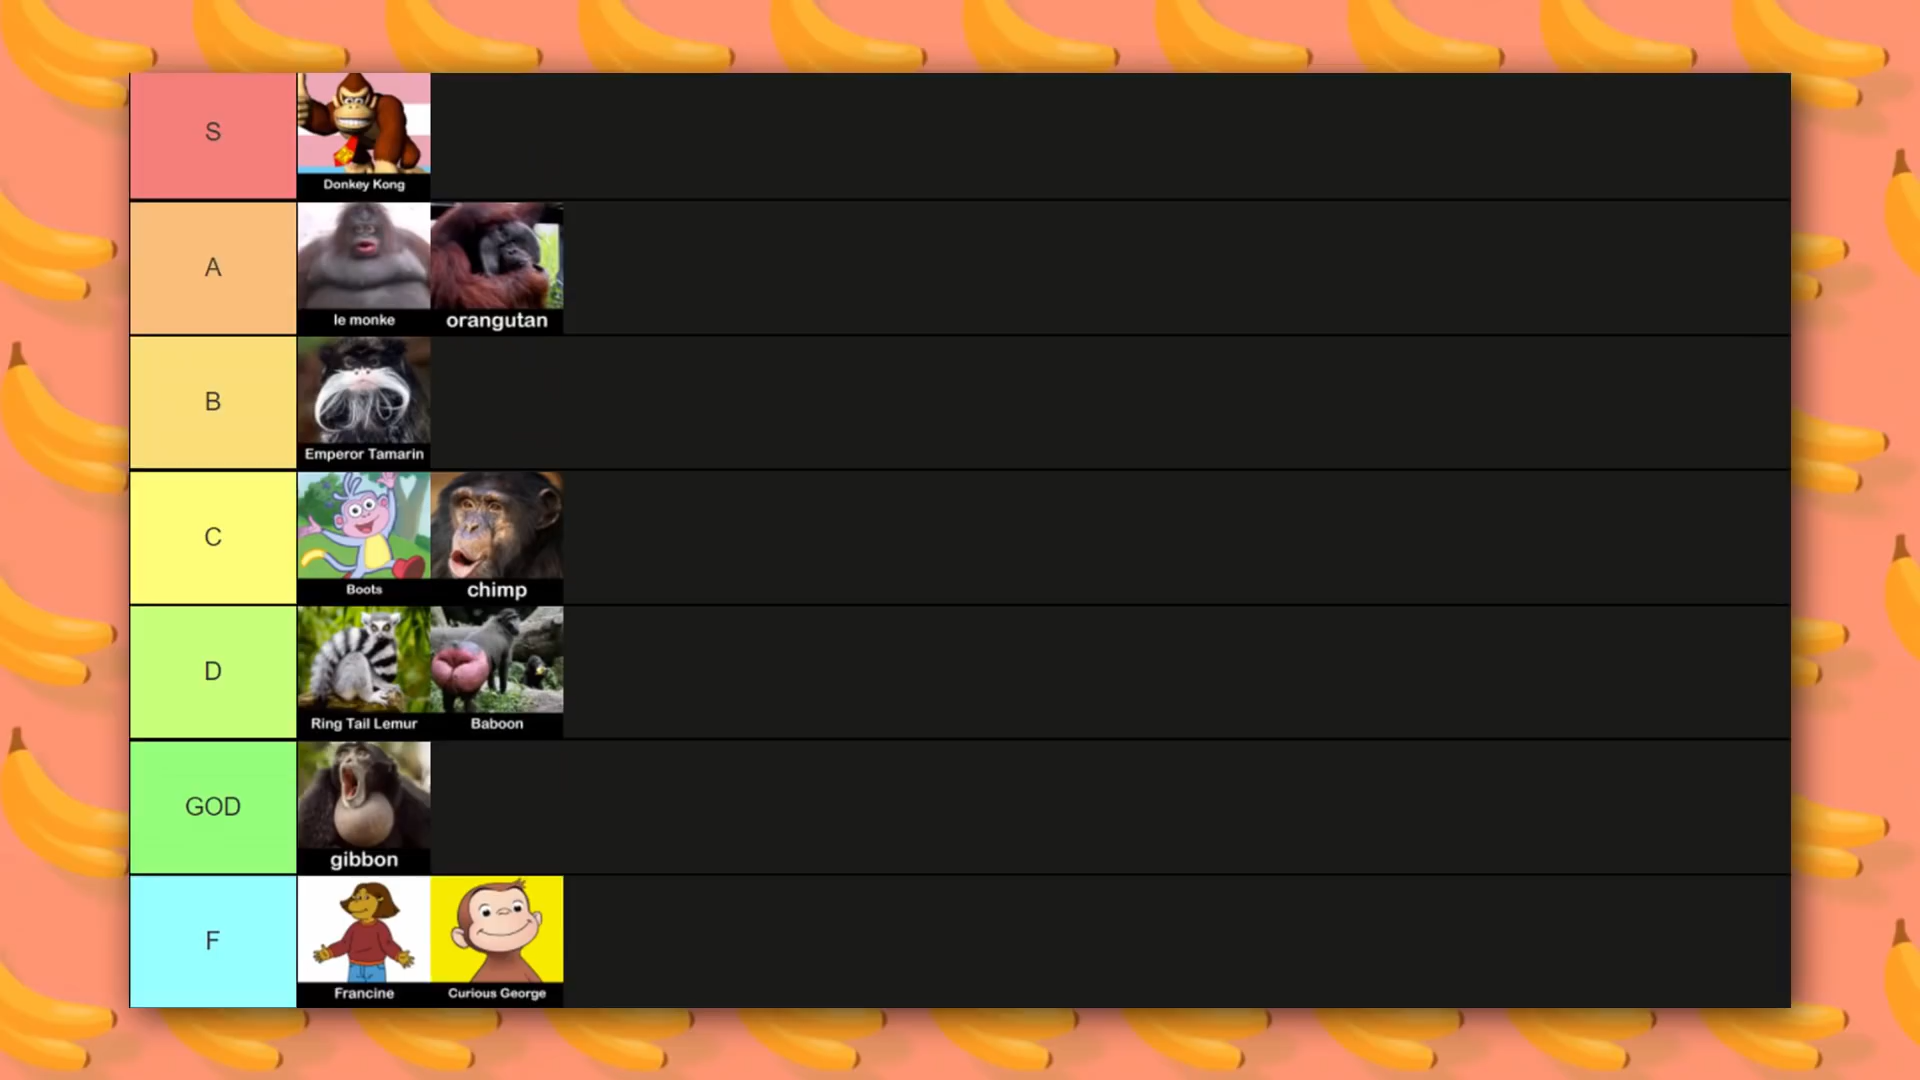 S
Donkey Kong
A
le monke
orangutan
B
Emperor Tamarin
C
Boots
chimp
D
Ring Tail Lemur
Baboon
GOD
gibbon
F
Francine
Curious George